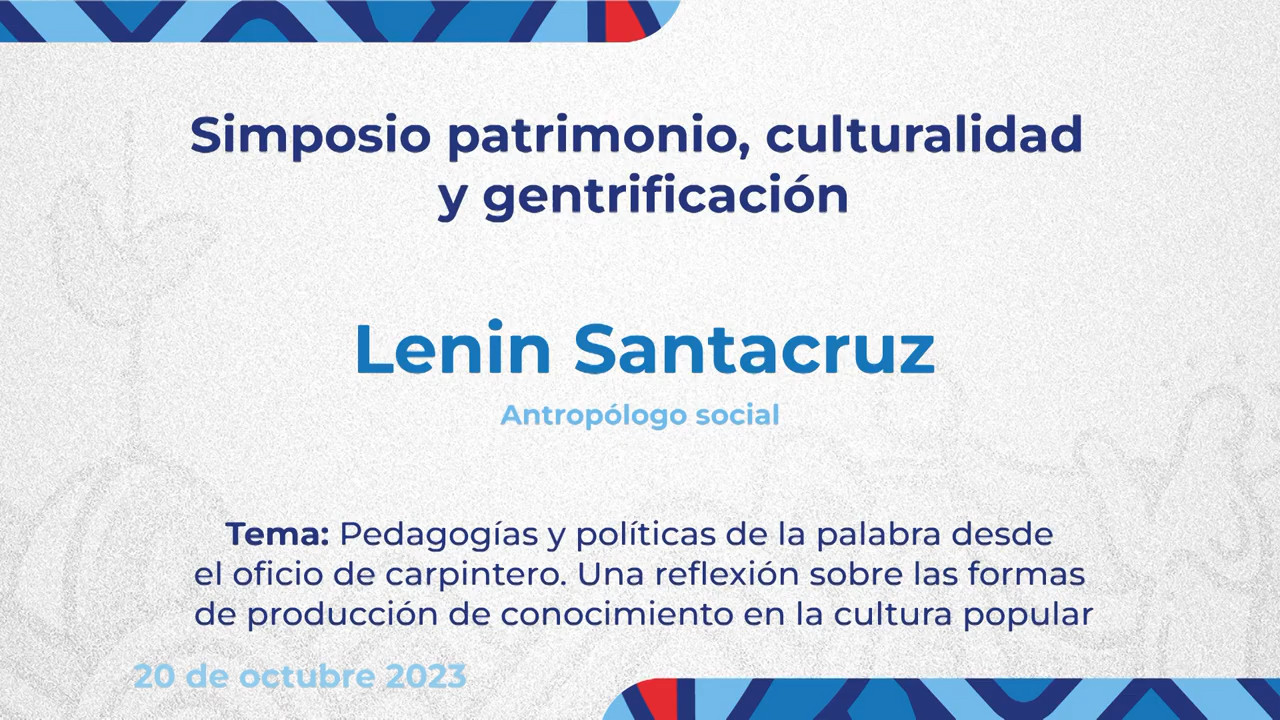 Simposio patrimonio, culturalidad
y gentrificación
Lenin Santacruz
Antropólogo social
Tema: Pedagogías y políticas de la palabra desde
el oficio de carpintero. Una reflexión sobre las formas
de producción de conocimiento en la cultura popular
20 de octubre 2023